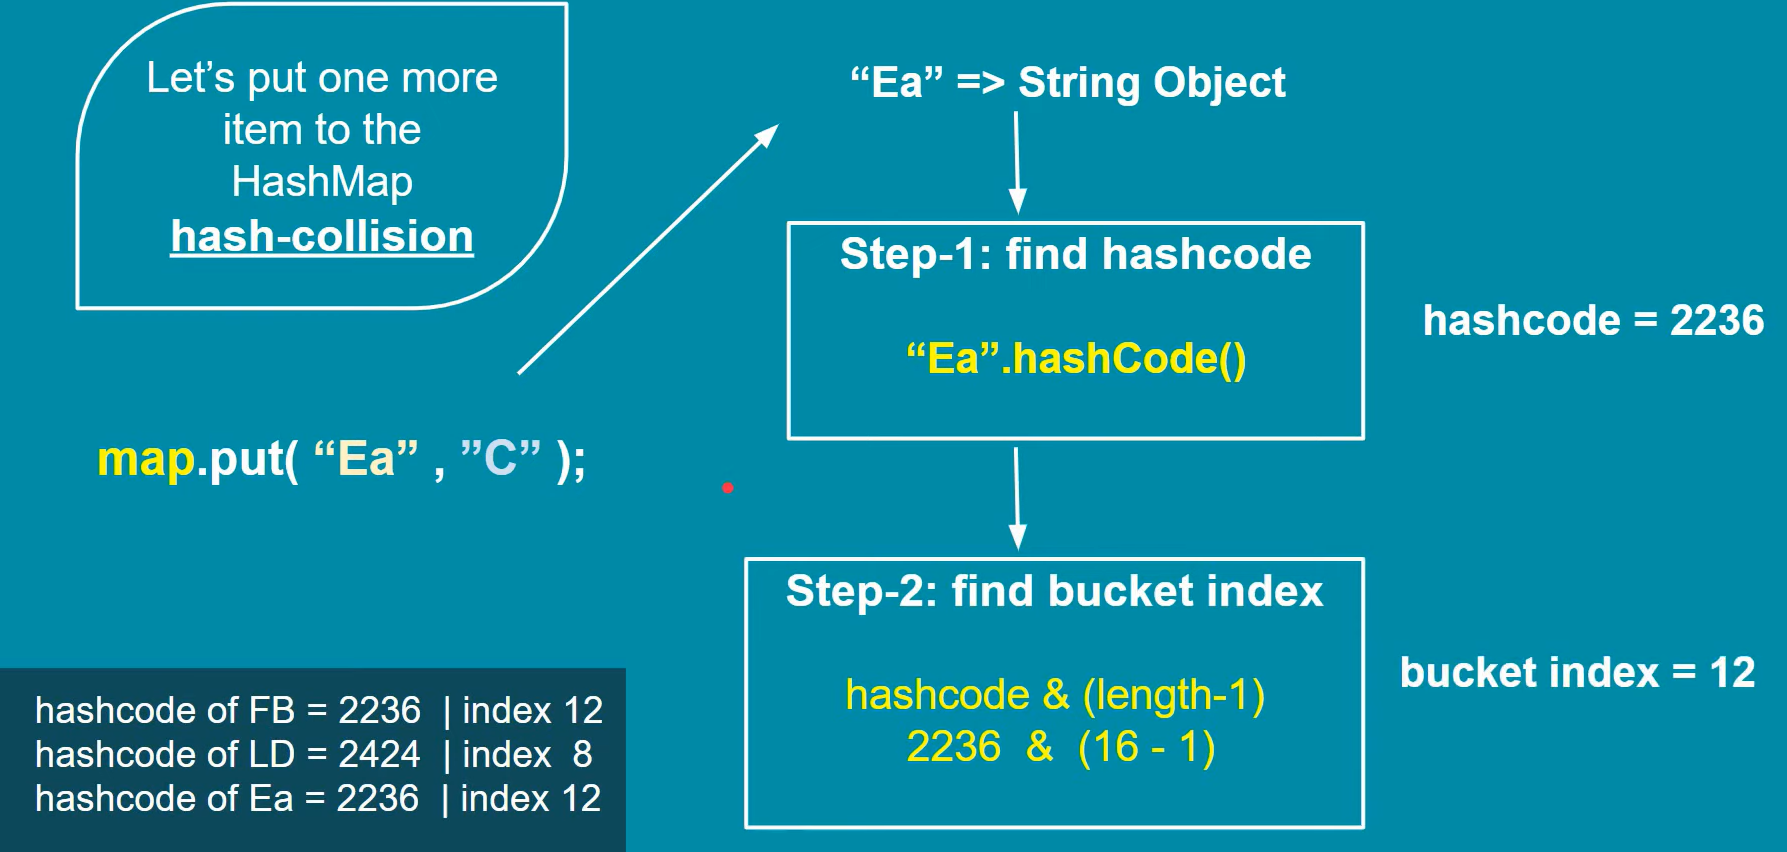 Let’s put one more
item to the
HashMap
hash-collision
“Ea” => String Object
Step-1: find hashcode
“Ea”.hashCode()
hashcode = 2236
map.put( “Ea” , ”C” );
Step-2: find bucket index
hashcode & (length-1)
2236 & (16 - 1)
bucket index = 12
hashcode of FB = 2236 | index 12
hashcode of LD = 2424 | index 8
hashcode of Ea = 2236 | index 12